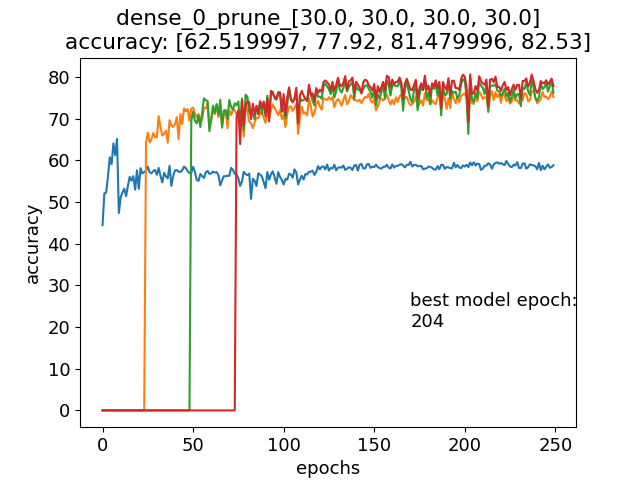 dense_0_prune_[30.0, 30.0, 30.0, 30.0]
accuracy: [62.519997, 77.92, 81.479996, 82.53]
80
70
60
50
40
30
20
10
0
accuracy
best model epoch:
204
0 50 100 150 200 250
epochs